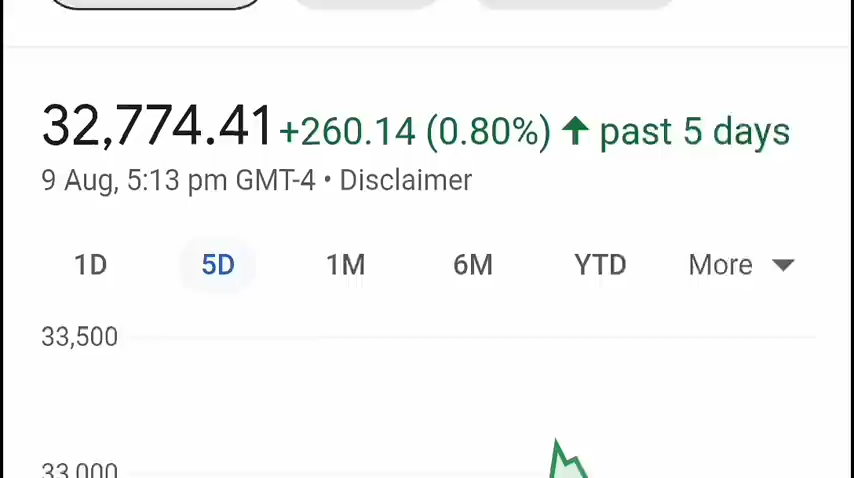 32,774.41 +260.14 (0.80%) ↑ past 5 days
9 Aug, 5:13 pm GMT-4 • Disclaimer
1D 5D 1M 6M YTD More
33,500
33,000